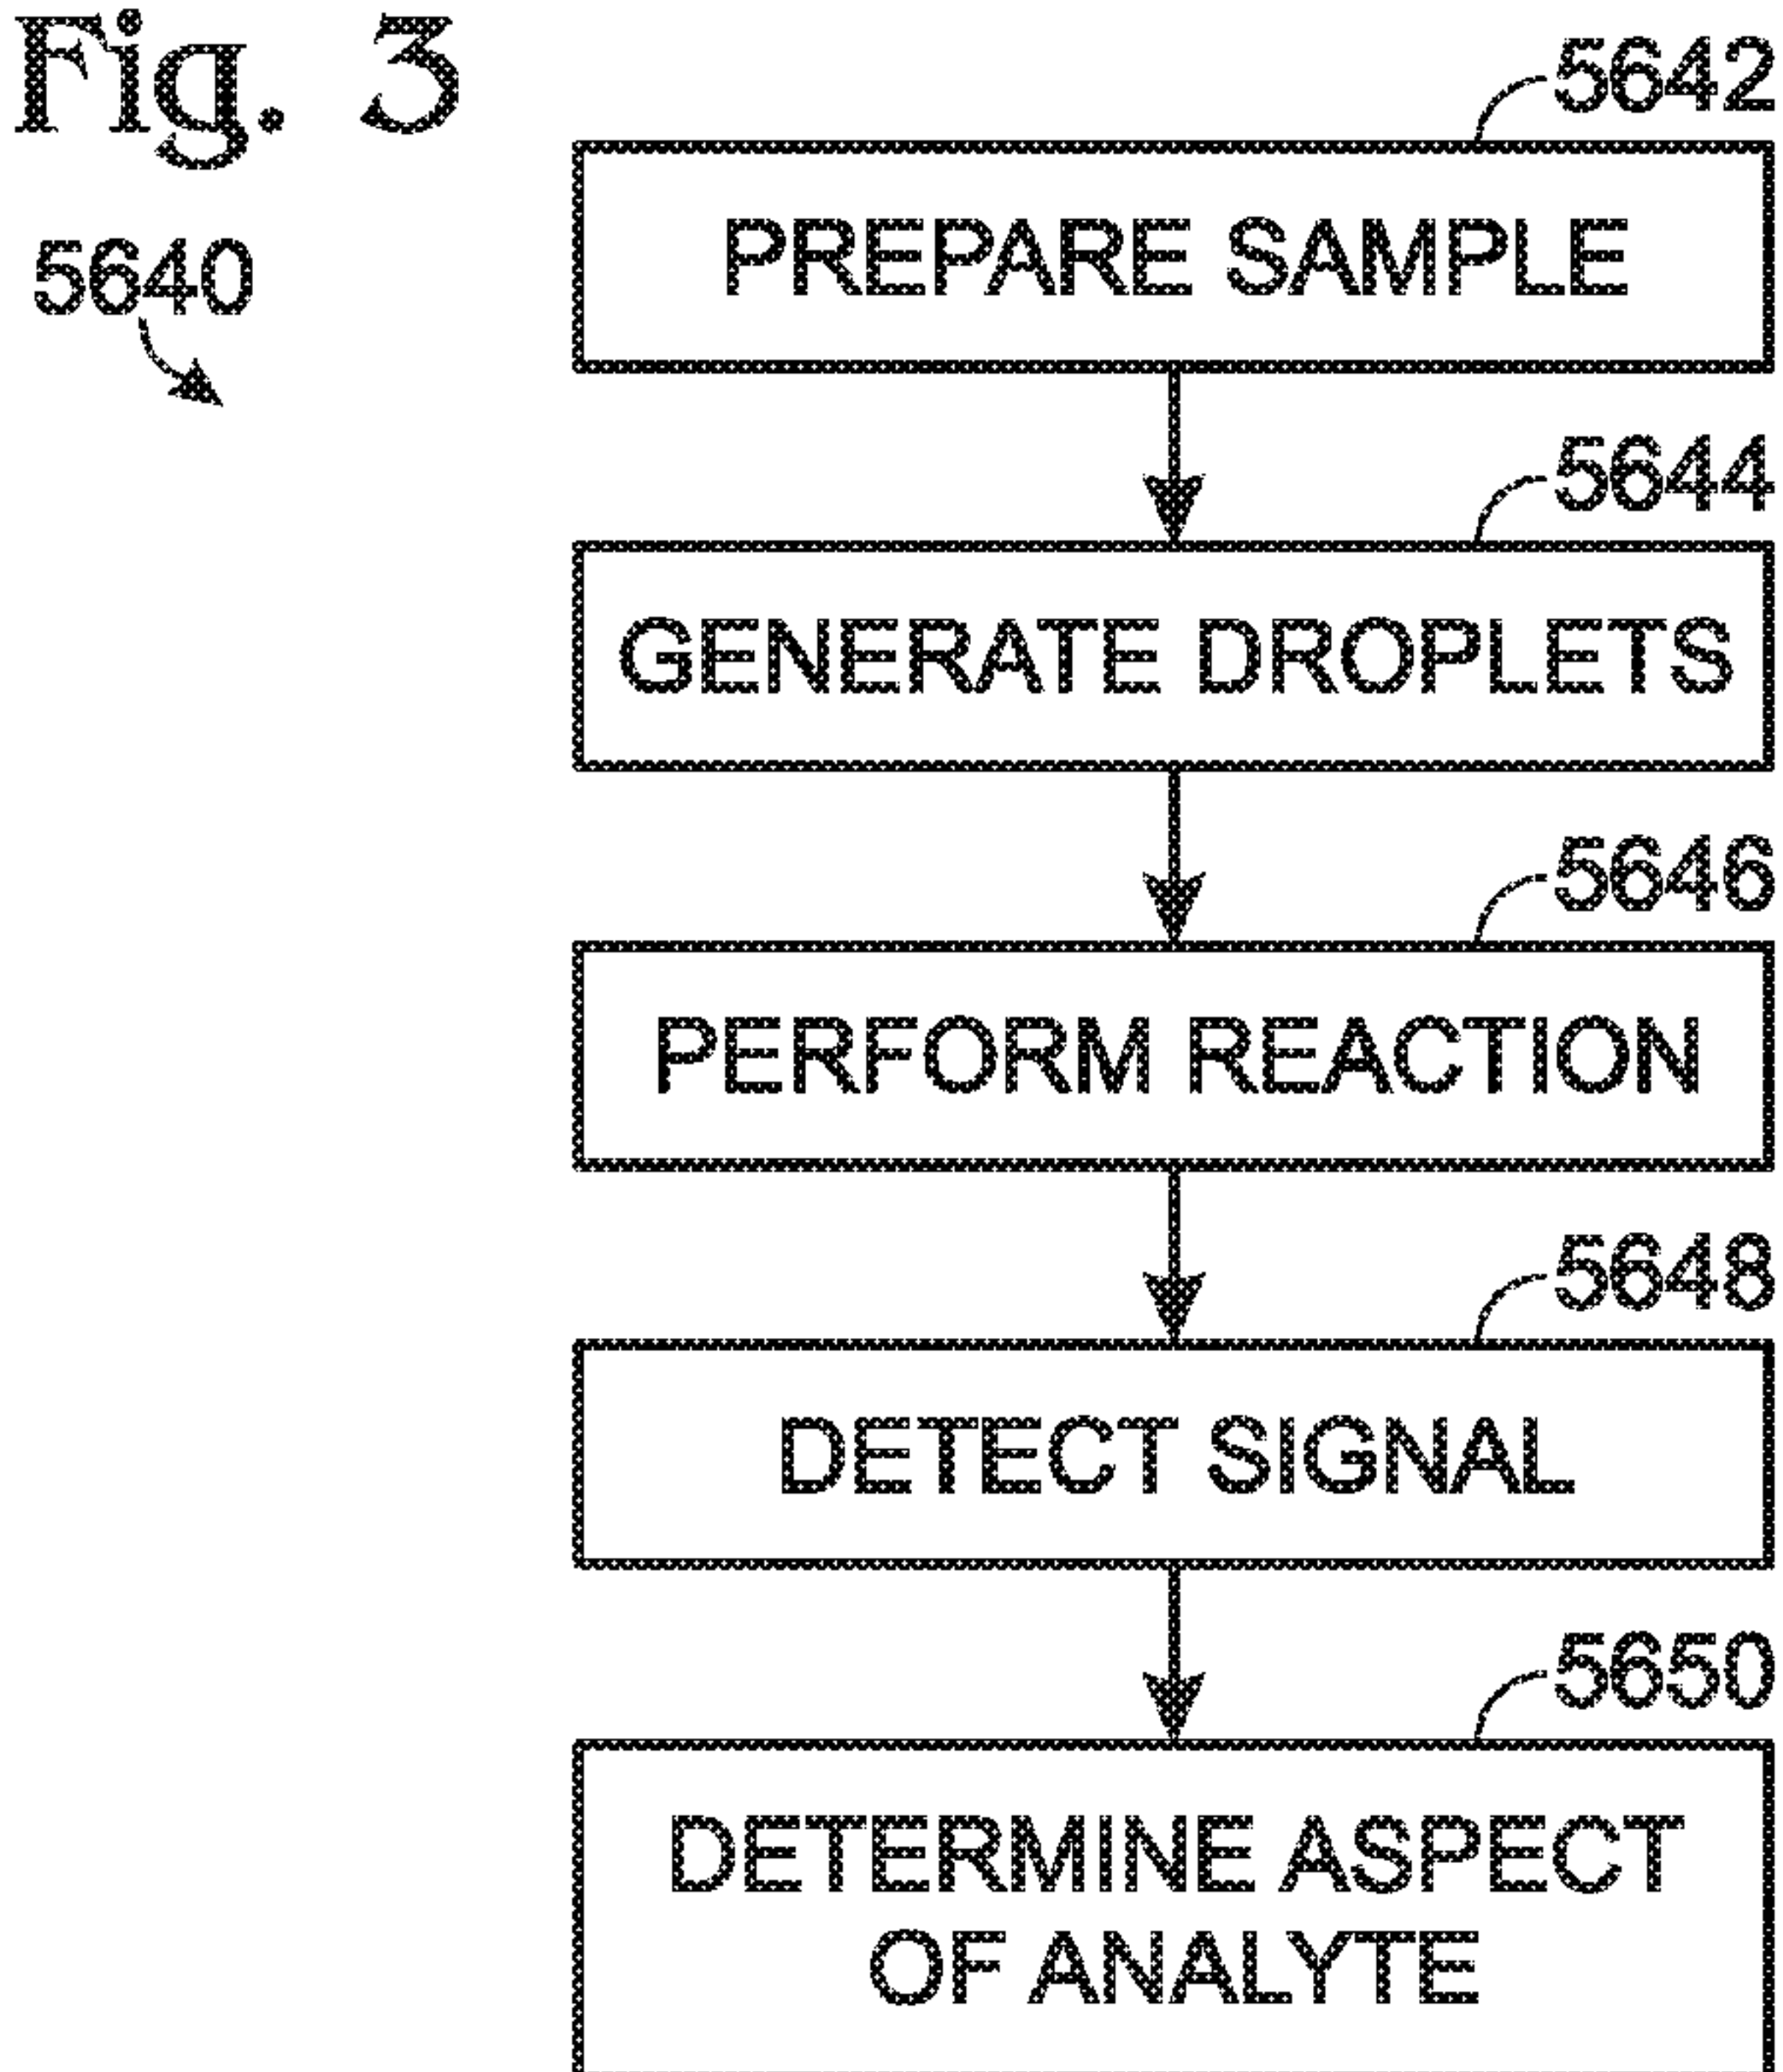 Fig. 3
5640
5642
PREPARE SAMPLE
5644
GENERATE DROPLETS
5646
PERFORM REACTION
5648
DETECT SIGNAL
5650
DETERMINE ASPECT
OF ANALYTE